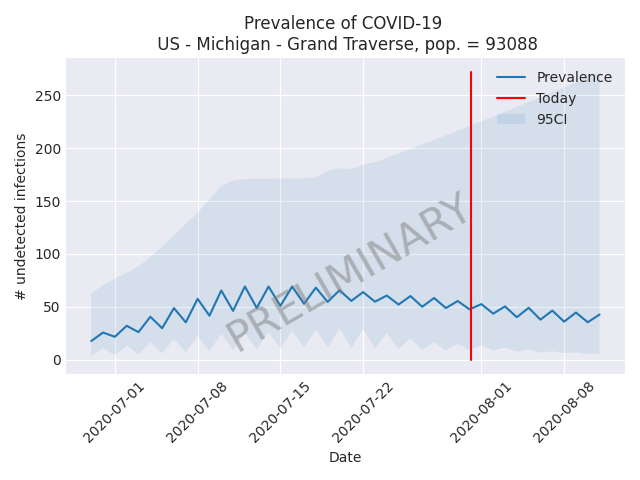 Prevalence of COVID-19
US - Michigan - Grand Traverse, pop. = 93088
# undetected infections
250
200
150
100
50
0
Prevalence
Today
95CI
PRELIMINARY
2020-07-01
2020-07-08
2020-07-15
2020-07-22
2020-08-01
2020-08-08
Date